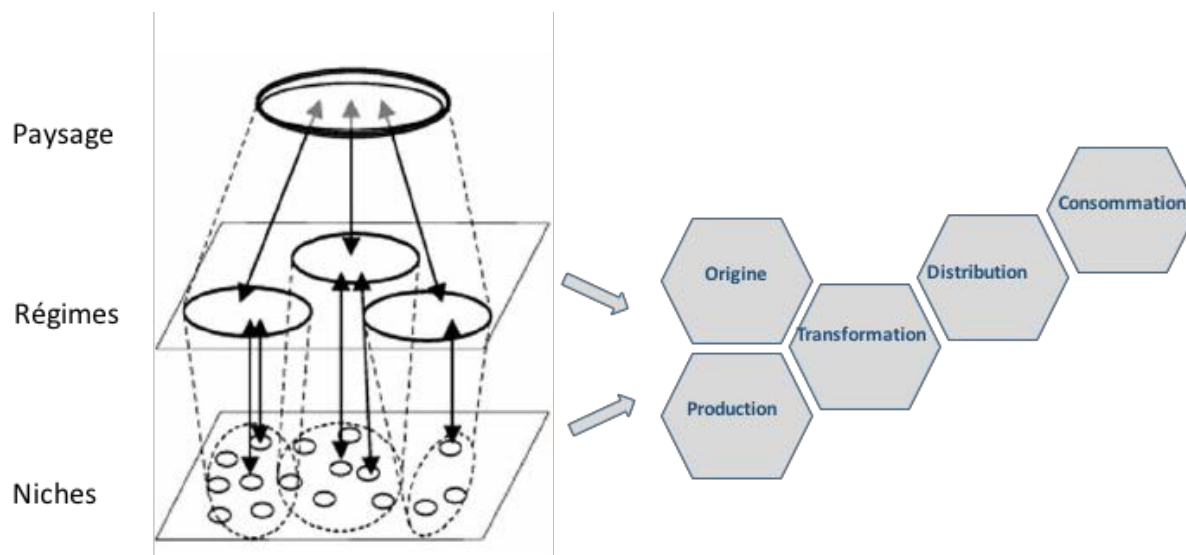 Paysage
Régimes
Niches
Origine
Production
Transformation
Distribution
Consommation